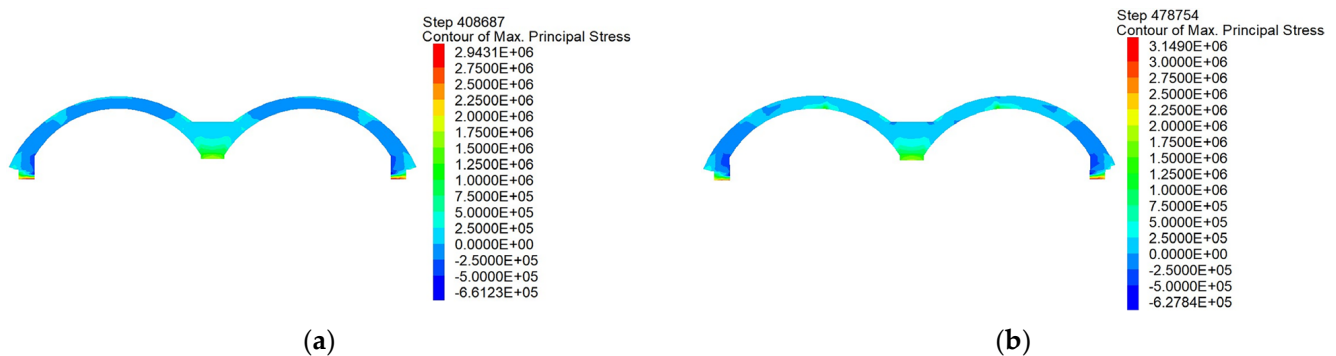 Step 408687
Contour of Max. Principal Stress
2.9431E+06
2.7500E+06
2.5000E+06
2.2500E+06
2.0000E+06
1.7500E+06
1.5000E+06
1.2500E+06
1.0000E+06
7.5000E+05
5.0000E+05
2.5000E+05
0.0000E+00
-2.5000E+05
-5.0000E+05
-6.6123E+05
(a)
Step 478754
Contour of Max. Principal Stress
3.1490E+06
3.0000E+06
2.7500E+06
2.5000E+06
2.2500E+06
2.0000E+06
1.7500E+06
1.5000E+06
1.2500E+06
1.0000E+06
7.5000E+05
5.0000E+05
2.5000E+05
0.0000E+00
-2.5000E+05
-5.0000E+05
-6.2784E+05
(b)